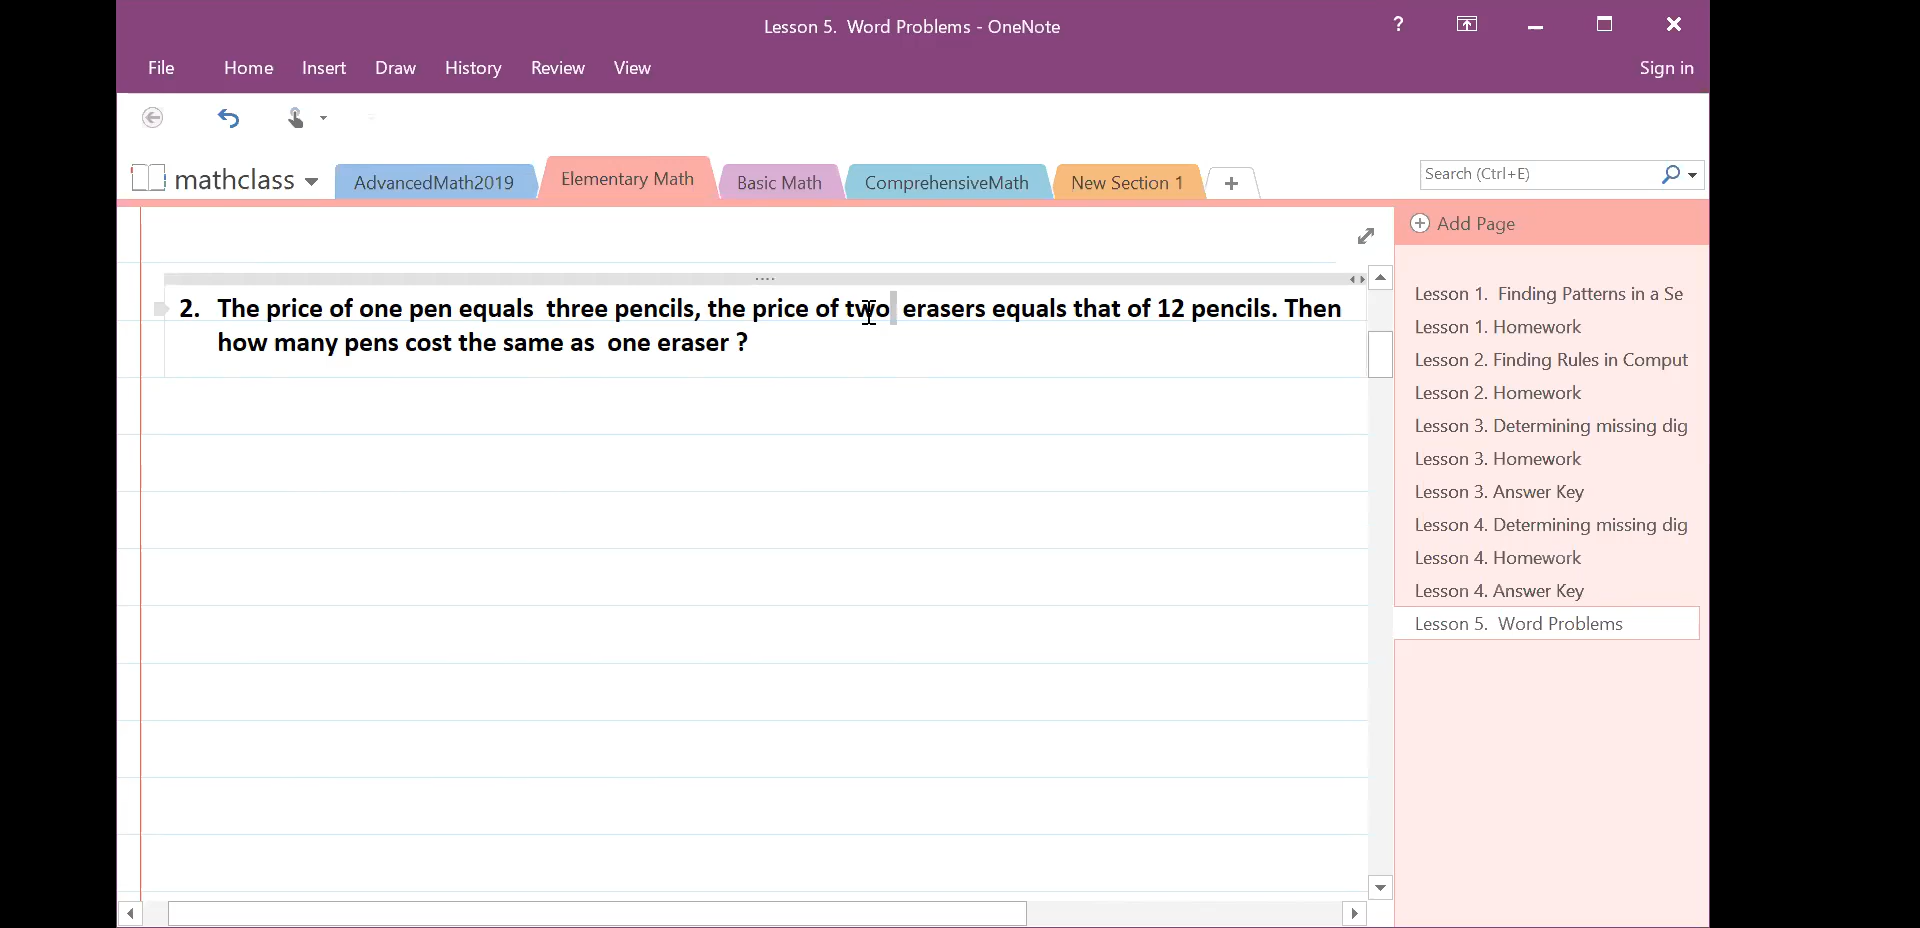 Lesson 5.  Word Problems - OneNote
?
File Home Insert Draw History Review View
Sign in
mathclass
AdvancedMath2019
Elementary Math
Basic Math
ComprehensiveMath
New Section 1
+
Search (Ctrl+E)
2. The price of one pen equals  three pencils, the price of two  erasers equals that of 12 pencils. Then
how many pens cost the same as  one eraser ?
Add Page
Lesson 1.  Finding Patterns in a Se
Lesson 1. Homework
Lesson 2. Finding Rules in Comput
Lesson 2. Homework
Lesson 3. Determining missing dig
Lesson 3. Homework
Lesson 3. Answer Key
Lesson 4. Determining missing dig
Lesson 4. Homework
Lesson 4. Answer Key
Lesson 5.  Word Problems